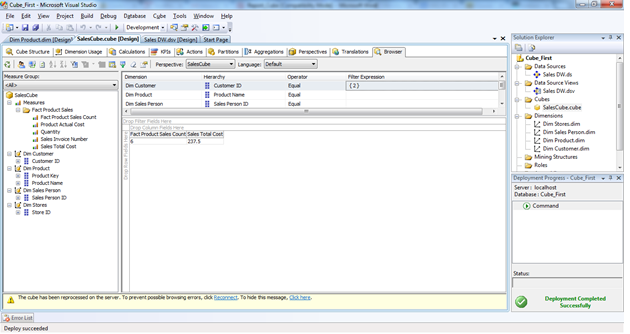 Cube_First - Microsoft Visual Studio
File Edit View Project Build Debug Database Cube Tools Window Help
Development
Dim Product.dim [Design] SalesCube.cube [Design] Sales DW.dsv [Design] Start Page
Cube Structure Dimension Usage Calculations KPIs Actions Partitions Aggregations Perspectives Translations Browser
Perspective: SalesCube Language: Default
Measure Group:
<All>
SalesCube
Measures
Fact Product Sales
Fact Product Sales Count
Product Actual Cost
Quantity
Sales Invoice Number
Sales Total Cost
Dim Customer
Customer ID
Dim Product
Product Key
Product Name
Dim Sales Person
Sales Person ID
Dim Stores
Store ID
Dimension Hierarchy Operator Filter Expression
Dim Customer Customer ID Equal { 2 }
Dim Product Product Name Equal
Dim Sales Person Sales Person ID Equal
Drop Filter Fields Here
Drop Column Fields Here
Drop Row Fields Here
Fact Product Sales Count Sales Total Cost
6 237.5
The cube has been reprocessed on the server. To prevent possible browsing errors, click Reconnect. To hide this message, Click here.
Error List
Deploy succeeded
Solution Explorer
Cube_First
Data Sources
Sales DW.ds
Data Source Views
Sales DW.dsv
Cubes
SalesCube.cube
Dimensions
Dim Stores.dim
Dim Sales Person.dim
Dim Product.dim
Dim Customer.dim
Mining Structures
Roles
Deployment Progress - Cube_First
Server : localhost
Database : Cube_First
Command
Status:
Deployment Completed
Successfully